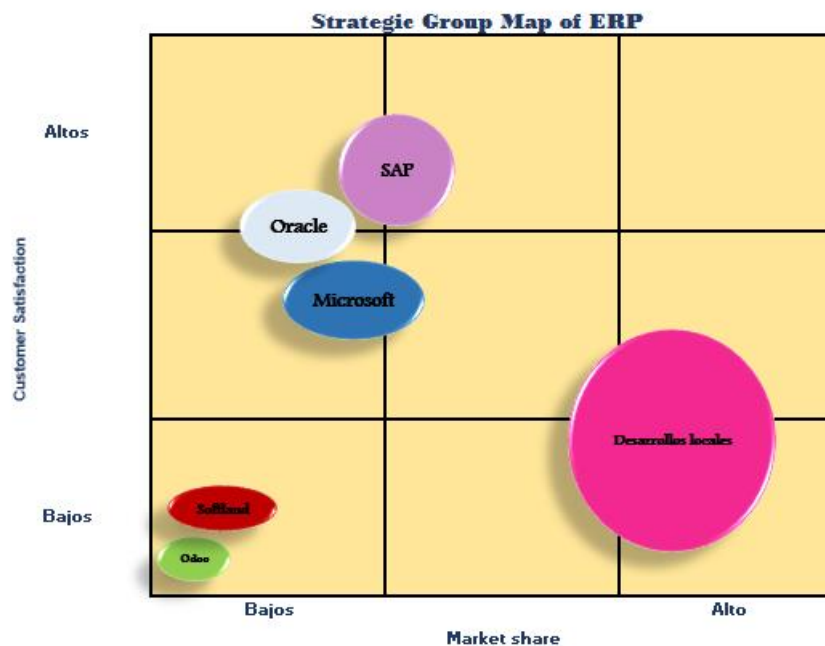 Strategic Group Map of ERP
Altos
SAP
Oracle
Customer Satisfaction
Microsoft
Desarrollos locales
Softland
Bajos
Odoo
Bajos
Alto
Market share